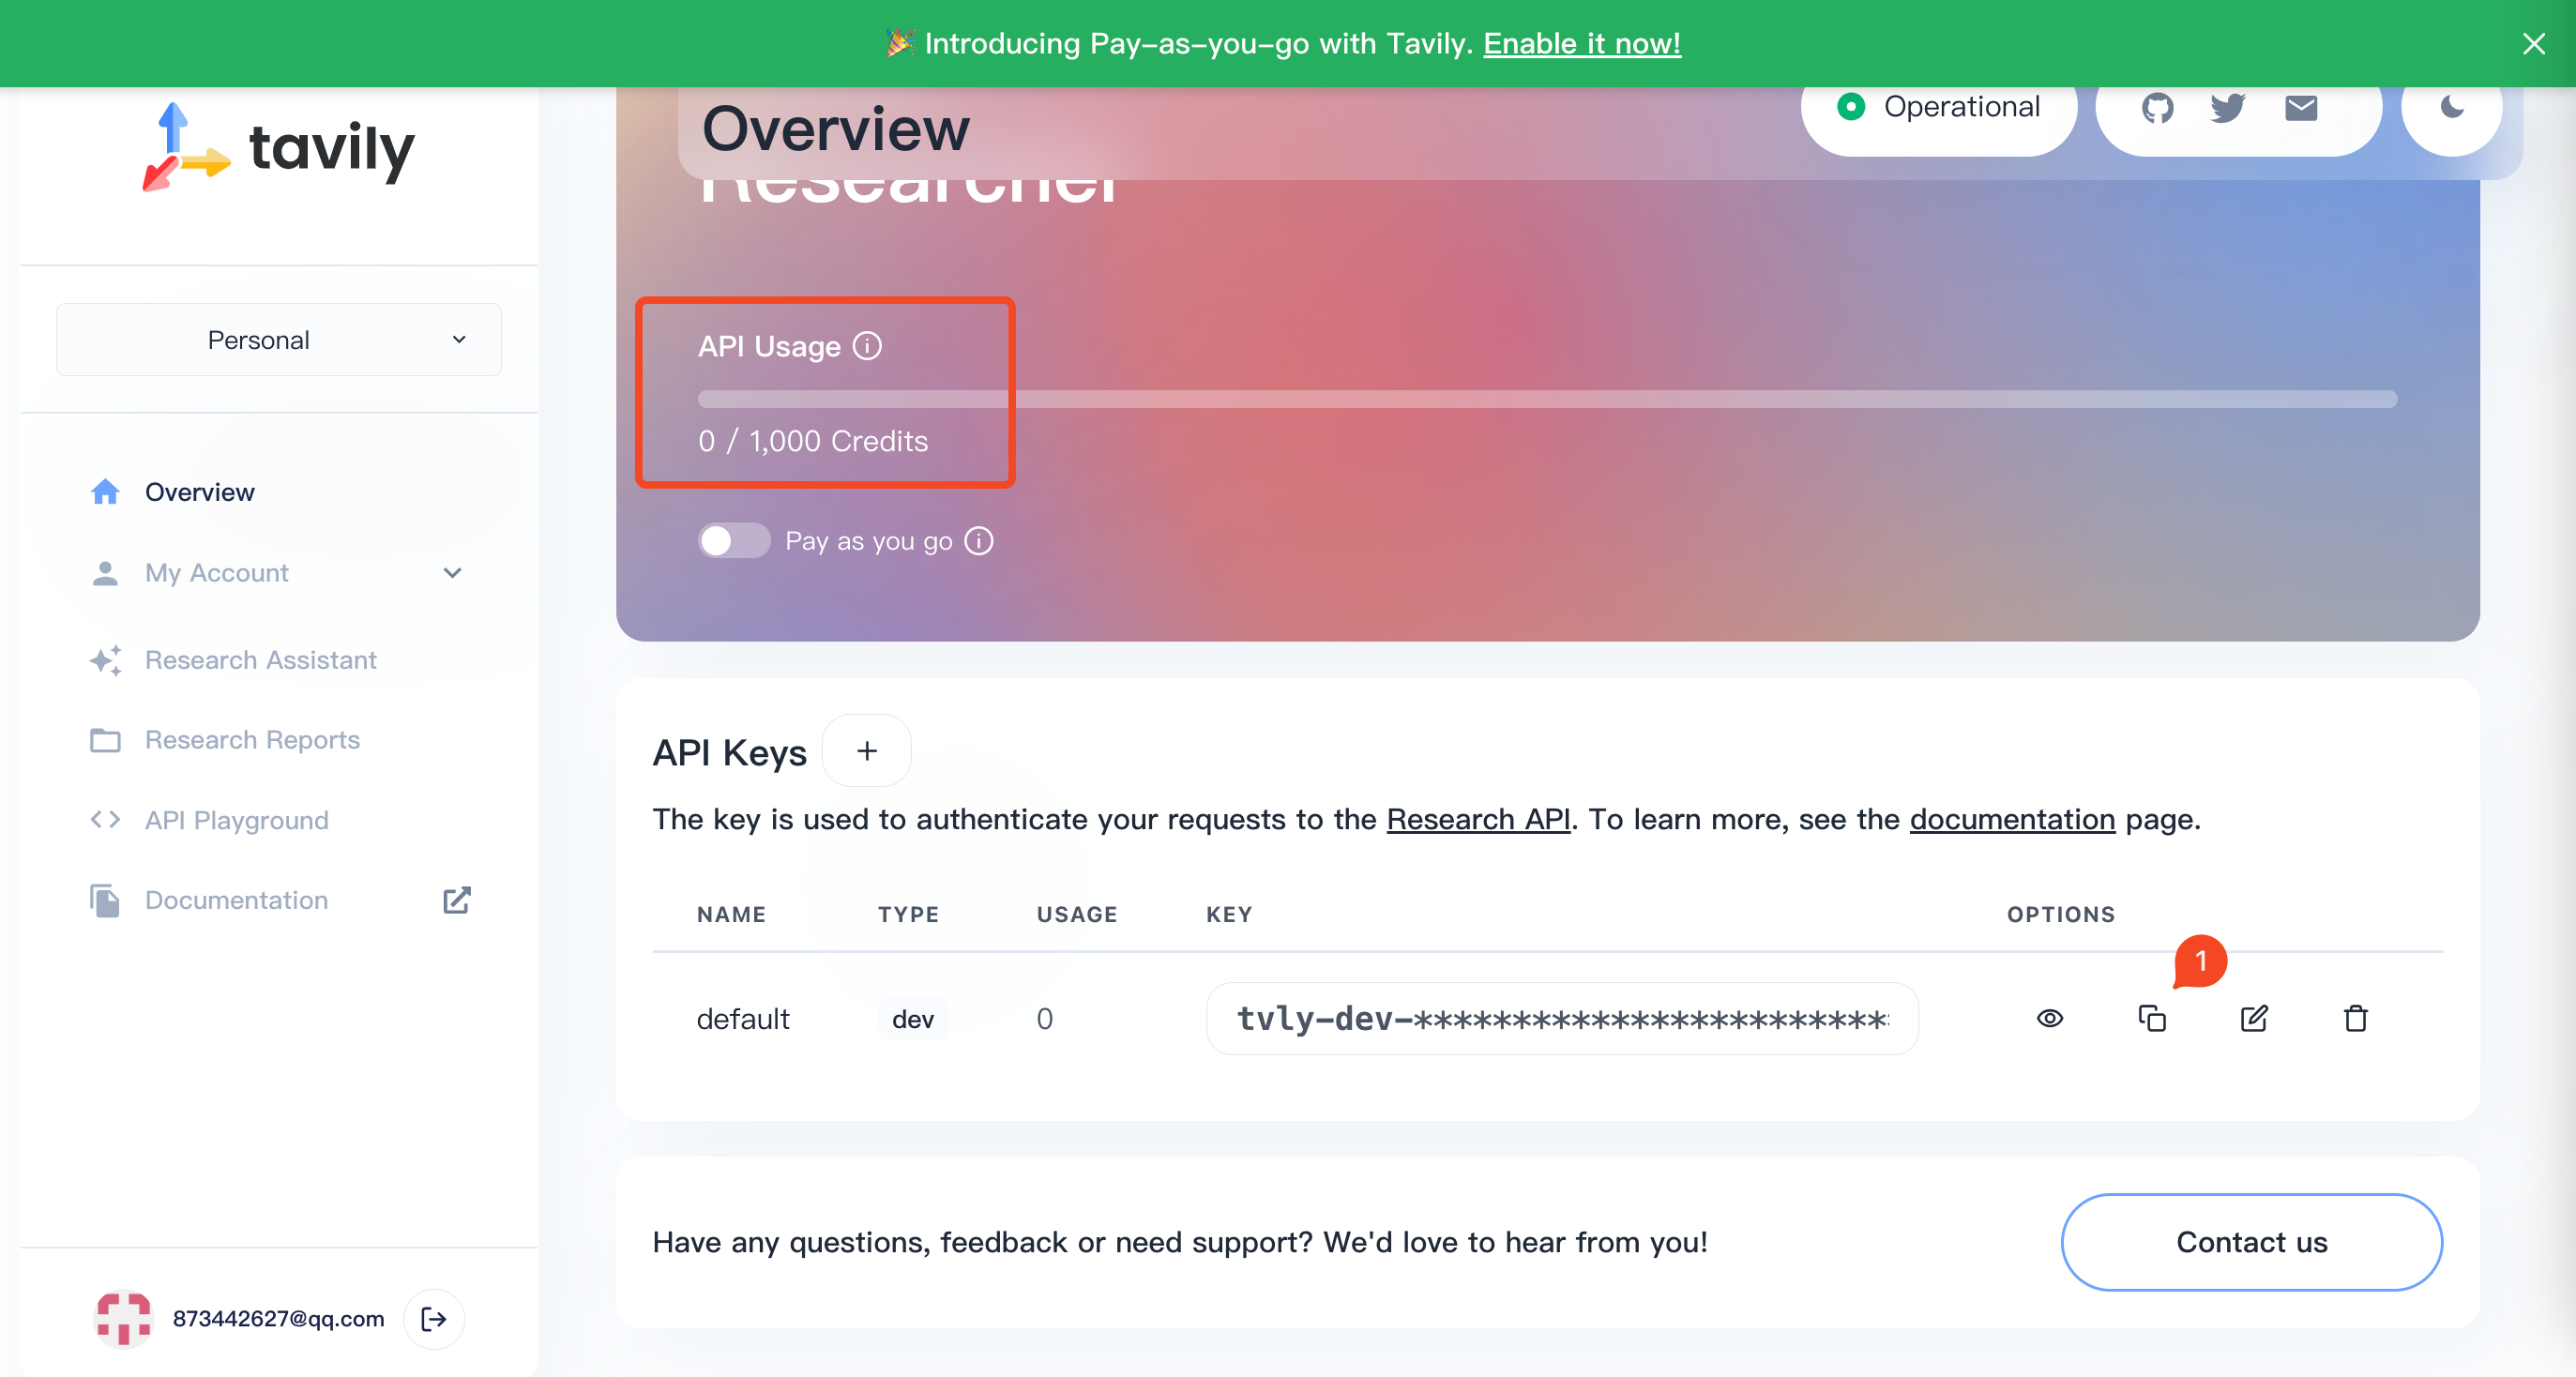 🎉 Introducing Pay-as-you-go with Tavily. Enable it now!
tavily
Personal
Overview
My Account
Research Assistant
Research Reports
API Playground
Documentation
873442627@qq.com
Overview
Operational
Researcher
API Usage
0 / 1,000 Credits
Pay as you go
API Keys +
The key is used to authenticate your requests to the Research API. To learn more, see the documentation page.
NAME TYPE USAGE KEY OPTIONS
1
default dev 0 tvly-dev-************************
Have any questions, feedback or need support? We'd love to hear from you!
Contact us